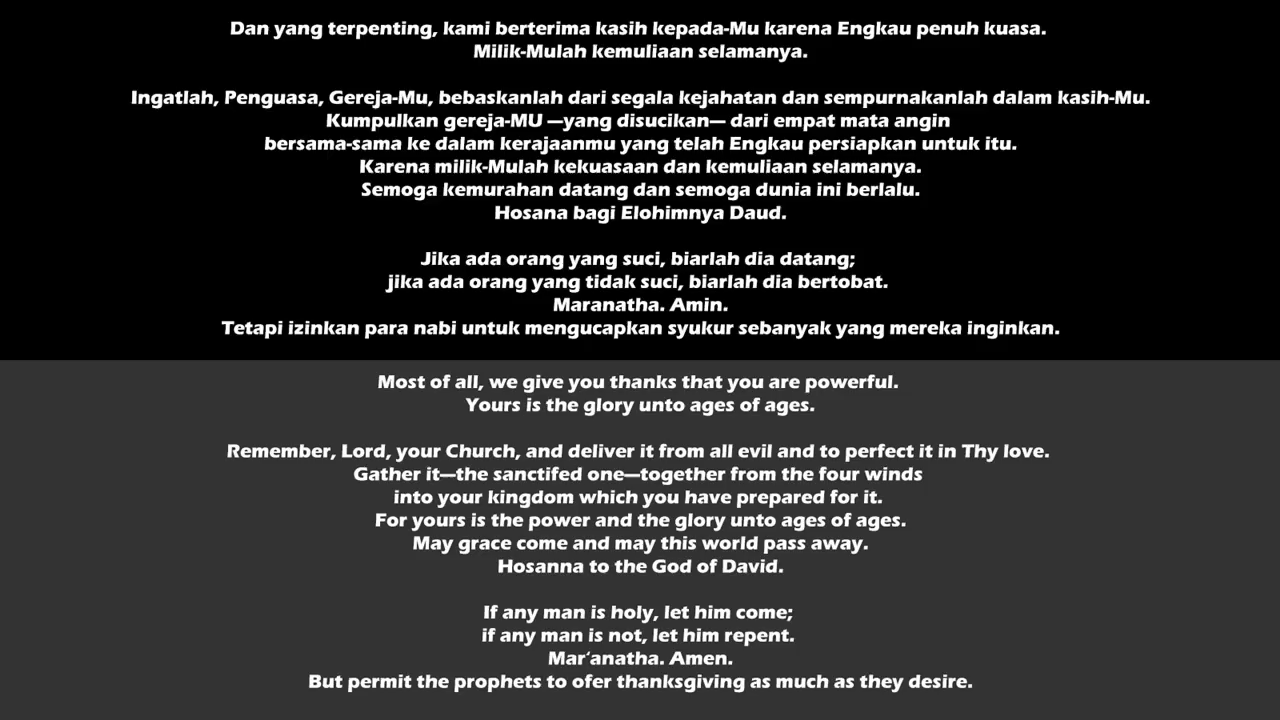 Dan yang terpenting, kami berterima kasih kepada-Mu karena Engkau penuh kuasa.
Milik-Mulah kemuliaan selamanya.
Ingatlah, Penguasa, Gereja-Mu, bebaskanlah dari segala kejahatan dan sempurnakanlah dalam kasih-Mu.
Kumpulkan gereja-MU —yang disucikan— dari empat mata angin
bersama-sama ke dalam kerajaanmu yang telah Engkau persiapkan untuk itu.
Karena milik-Mulah kekuasaan dan kemuliaan selamanya.
Semoga kemurahan datang dan semoga dunia ini berlalu.
Hosana bagi Elohimnya Daud.
Jika ada orang yang suci, biarlah dia datang;
jika ada orang yang tidak suci, biarlah dia bertobat.
Maranatha. Amin.
Tetapi izinkan para nabi untuk mengucapkan syukur sebanyak yang mereka inginkan.
Most of all, we give you thanks that you are powerful.
Yours is the glory unto ages of ages.
Remember, Lord, your Church, and deliver it from all evil and to perfect it in Thy love.
Gather it—the sanctifed one—together from the four winds
into your kingdom which you have prepared for it.
For yours is the power and the glory unto ages of ages.
May grace come and may this world pass away.
Hosanna to the God of David.
If any man is holy, let him come;
if any man is not, let him repent.
Mar‘anatha. Amen.
But permit the prophets to ofer thanksgiving as much as they desire.